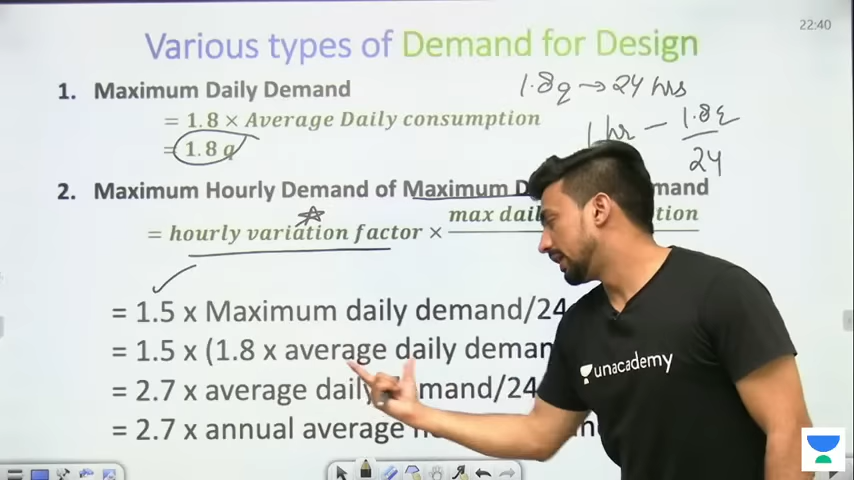 22:40
Various types of Demand for Design
1. Maximum Daily Demand
= 1.8 × Average Daily consumption
= 1.8 q
1.8q → 24 hrs
1 hr — 1.8q
24
2. Maximum Hourly Demand of Maximum
= hourly variation factor × max
= 1.5 x Maximum daily demand/24
= 1.5 x (1.8 x average daily
= 2.7 x average daily /24
= 2.7 x annual average
unacademy